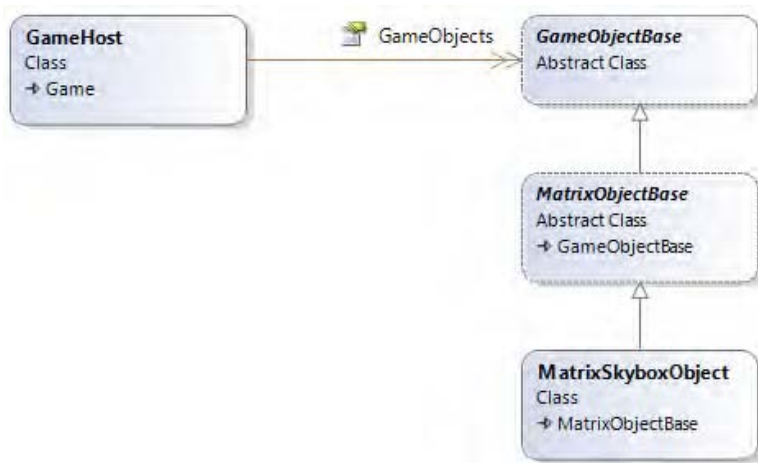 GameHost
Class
Game
GameObjects
GameObjectBase
Abstract Class
MatrixObjectBase
Abstract Class
GameObjectBase
MatrixSkyboxObject
Class
MatrixObjectBase